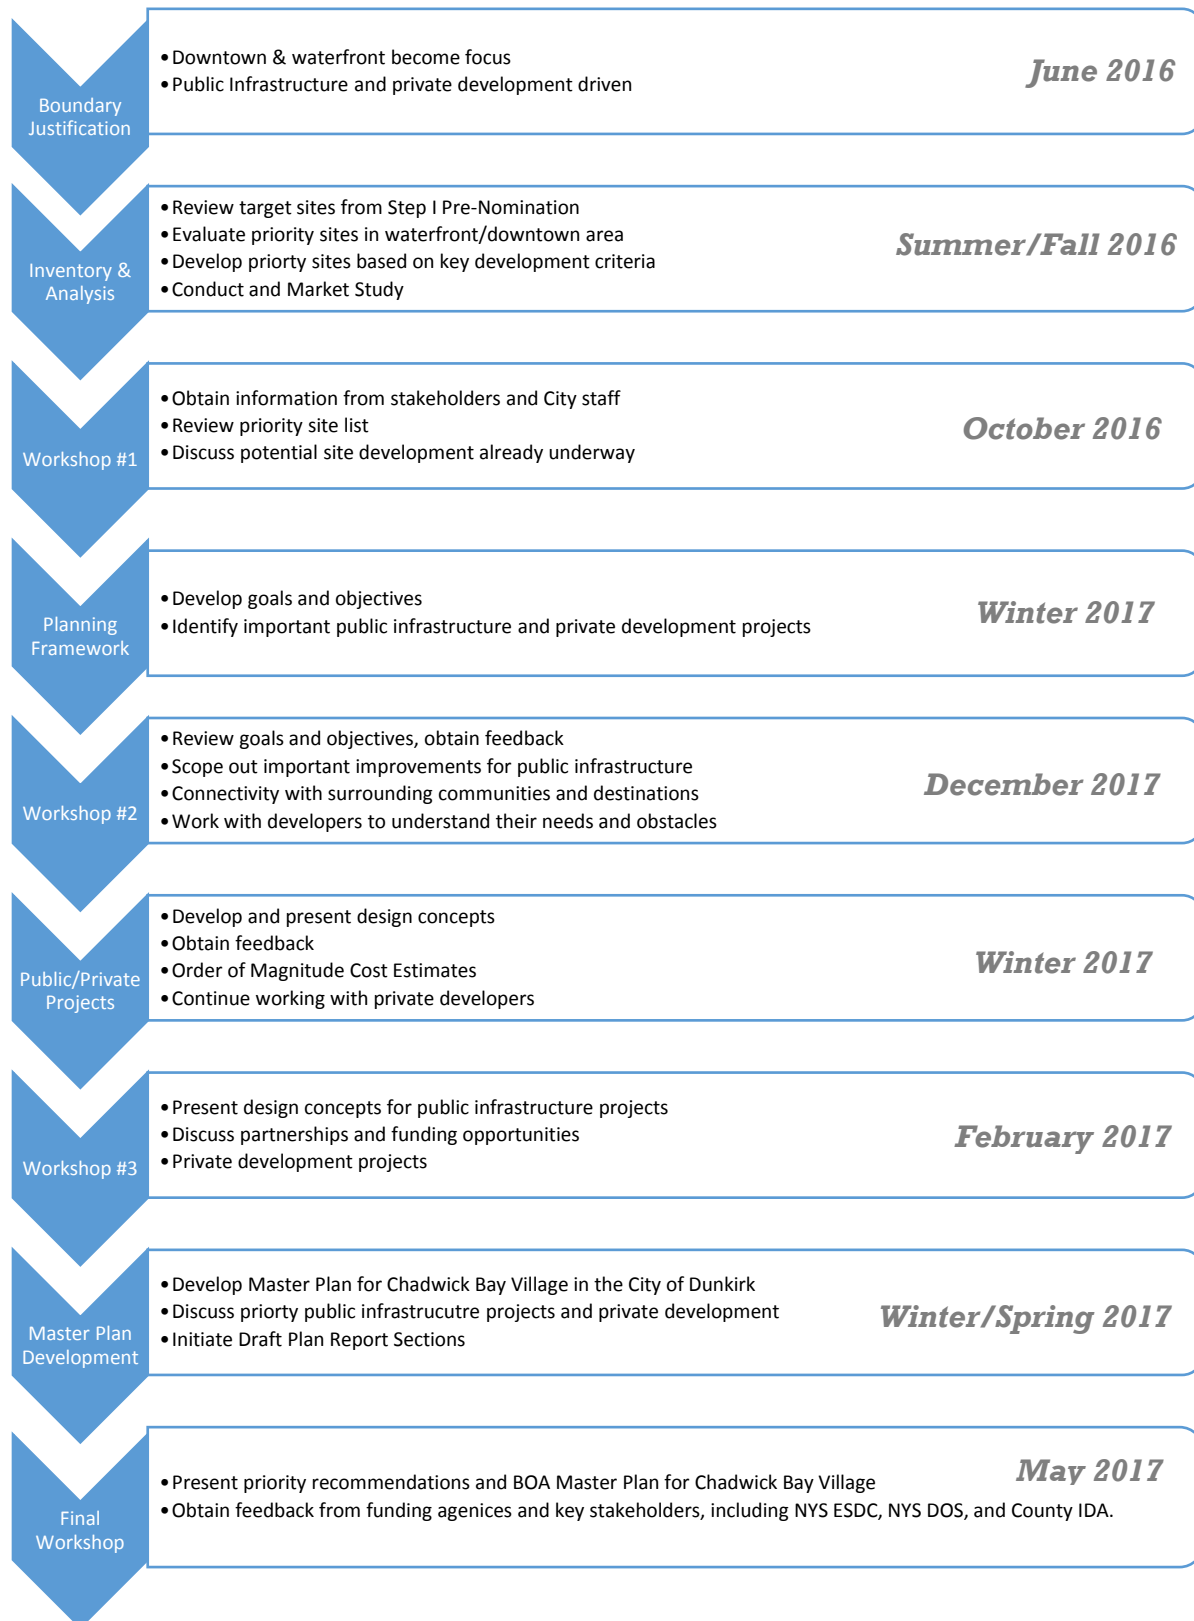 Boundary
Justification
•Downtown & waterfront become focus
•Public Infrastructure and private development driven
June 2016
Inventory &
Analysis
•Review target sites from Step I Pre-Nomination
•Evaluate priority sites in waterfront/downtown area
•Develop priorty sites based on key development criteria
•Conduct and Market Study
Summer/Fall 2016
Workshop #1
•Obtain information from stakeholders and City staff
•Review priority site list
•Discuss potential site development already underway
October 2016
Planning
Framework
•Develop goals and objectives
•Identify important public infrastructure and private development projects
Winter 2017
Workshop #2
•Review goals and objectives, obtain feedback
•Scope out important improvements for public infrastructure
•Connectivity with surrounding communities and destinations
•Work with developers to understand their needs and obstacles
December 2017
Public/Private
Projects
•Develop and present design concepts
•Obtain feedback
•Order of Magnitude Cost Estimates
•Continue working with private developers
Winter 2017
Workshop #3
•Present design concepts for public infrastructure projects
•Discuss partnerships and funding opportunities
•Private development projects
February 2017
Master Plan
Development
•Develop Master Plan for Chadwick Bay Village in the City of Dunkirk
•Discuss priorty public infrastrucutre projects and private development
•Initiate Draft Plan Report Sections
Winter/Spring 2017
Final
Workshop
•Present priority recommendations and BOA Master Plan for Chadwick Bay Village
•Obtain feedback from funding agenices and key stakeholders, including NYS ESDC, NYS DOS, and County IDA.
May 2017